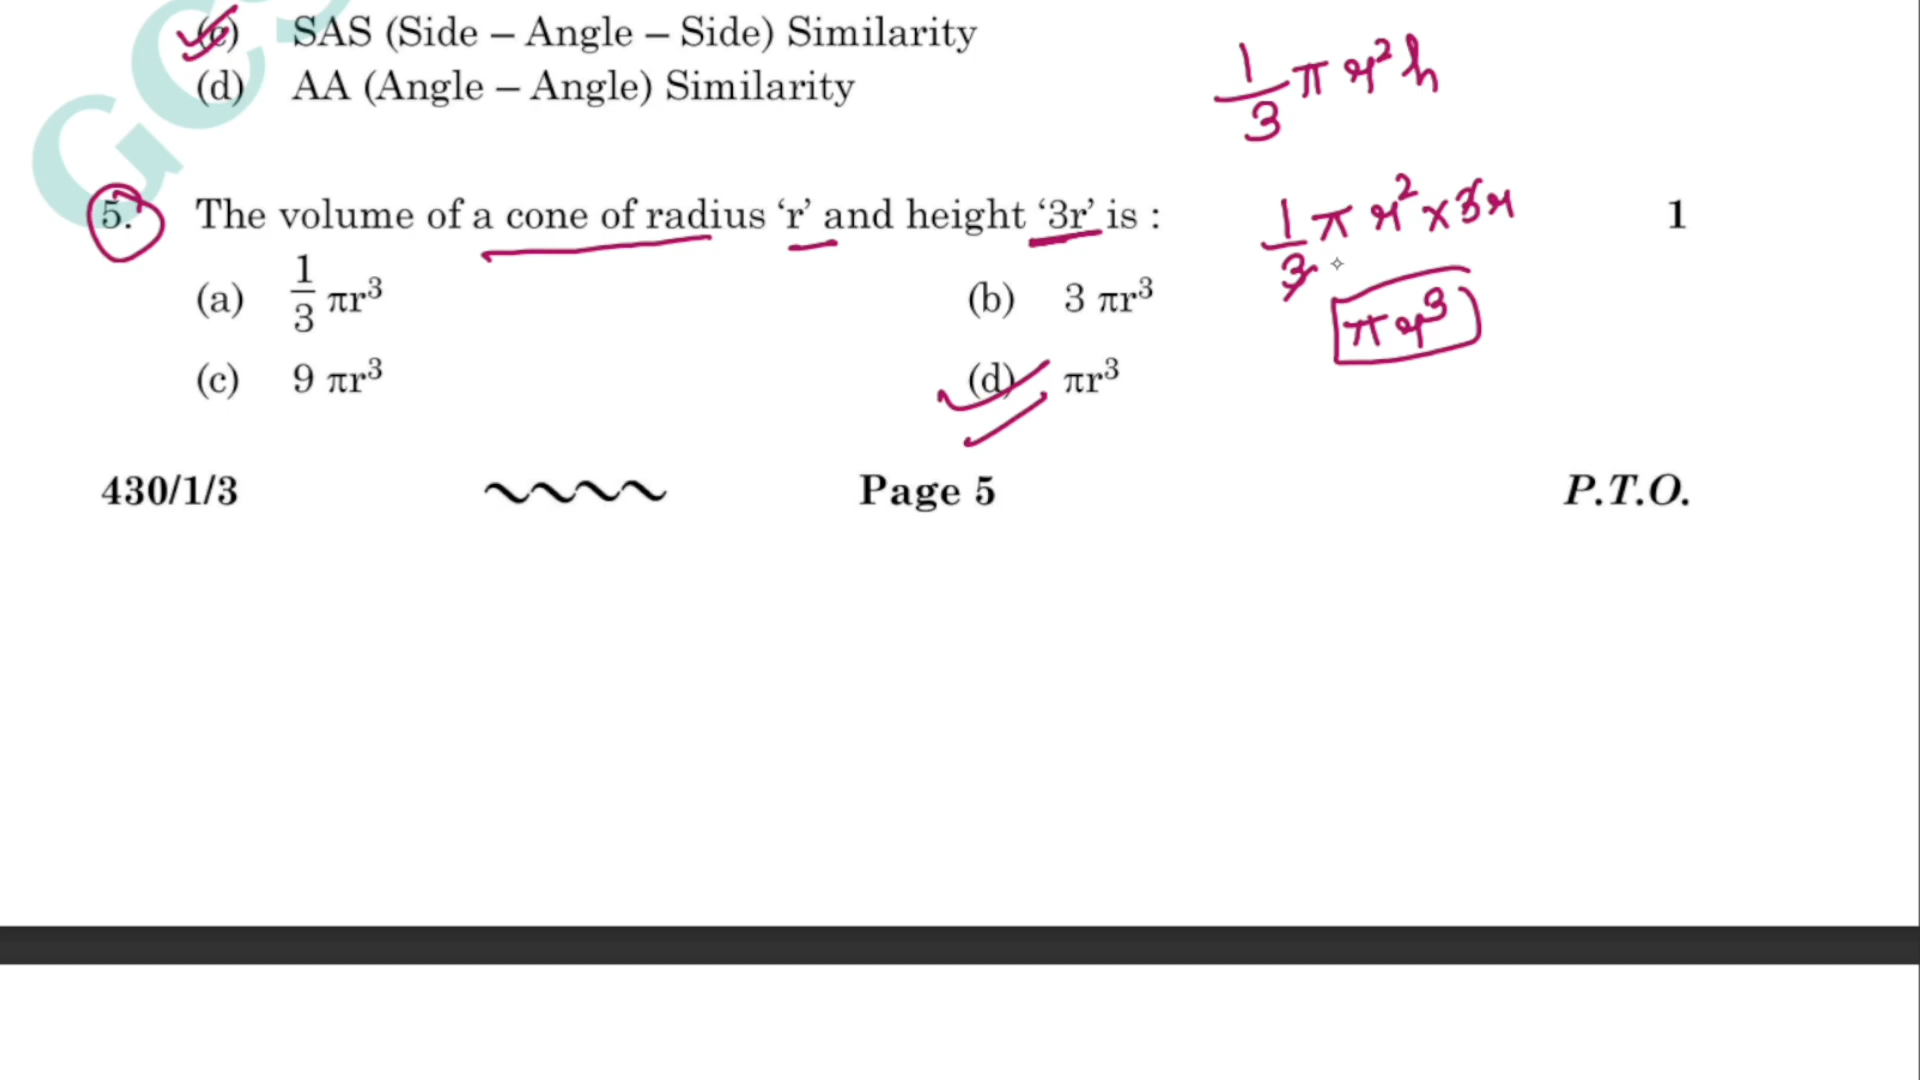 GC
(c) SAS (Side – Angle – Side) Similarity
(d) AA (Angle – Angle) Similarity
1/3 πr²h
5. The volume of a cone of radius ‘r’ and height ‘3r’ is : 1
1/3 πr² × 3r
(a) 1/3 πr³ (b) 3 πr³
πr³
(c) 9 πr³ (d) πr³
430/1/3 Page 5 P.T.O.